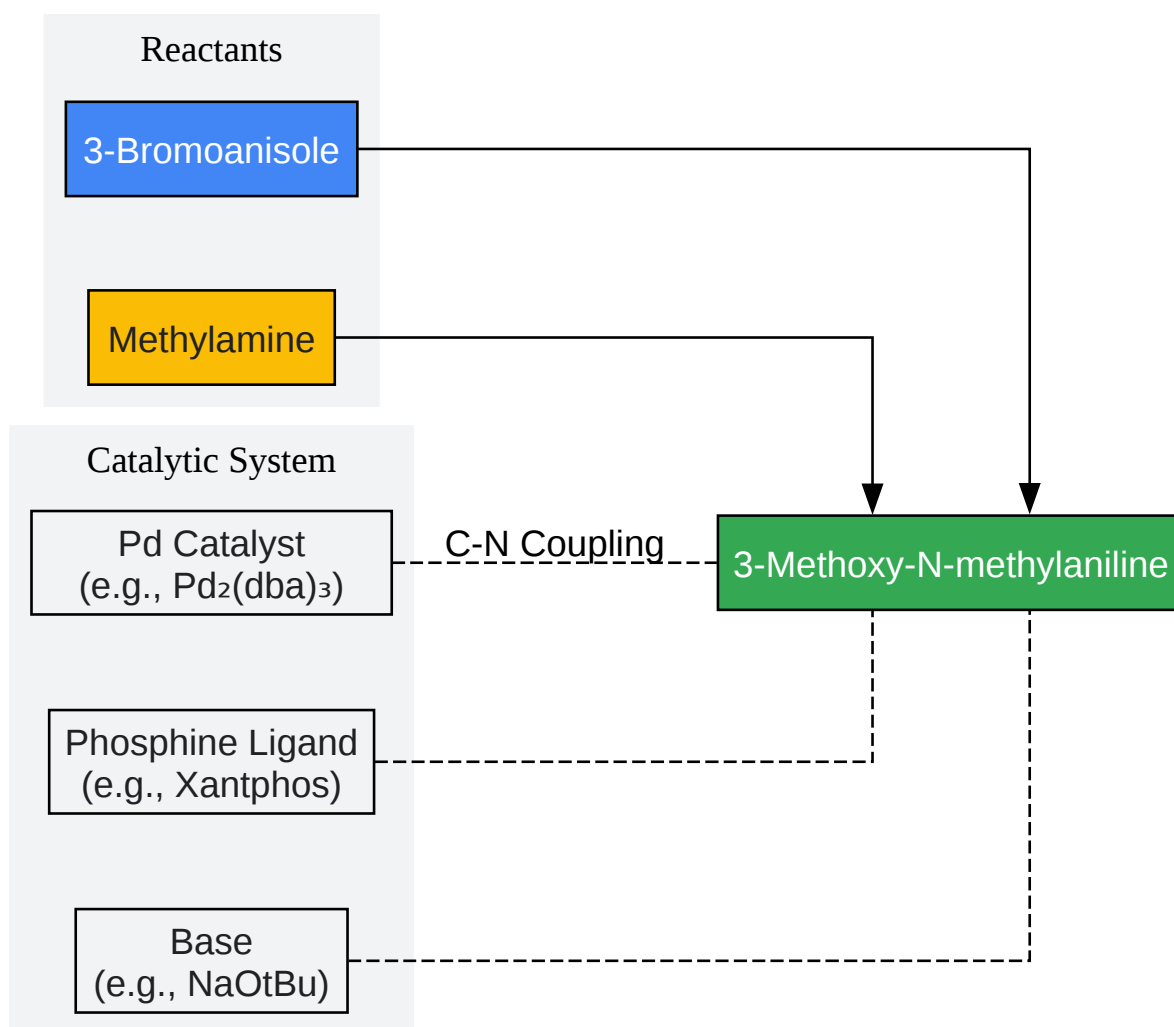 Reactants
3-Bromoanisole
Methylamine
Catalytic System
Pd Catalyst
(e.g., Pd₂(dba)₃)
C-N Coupling
3-Methoxy-N-methylaniline
Phosphine Ligand
(e.g., Xantphos)
Base
(e.g., NaOtBu)